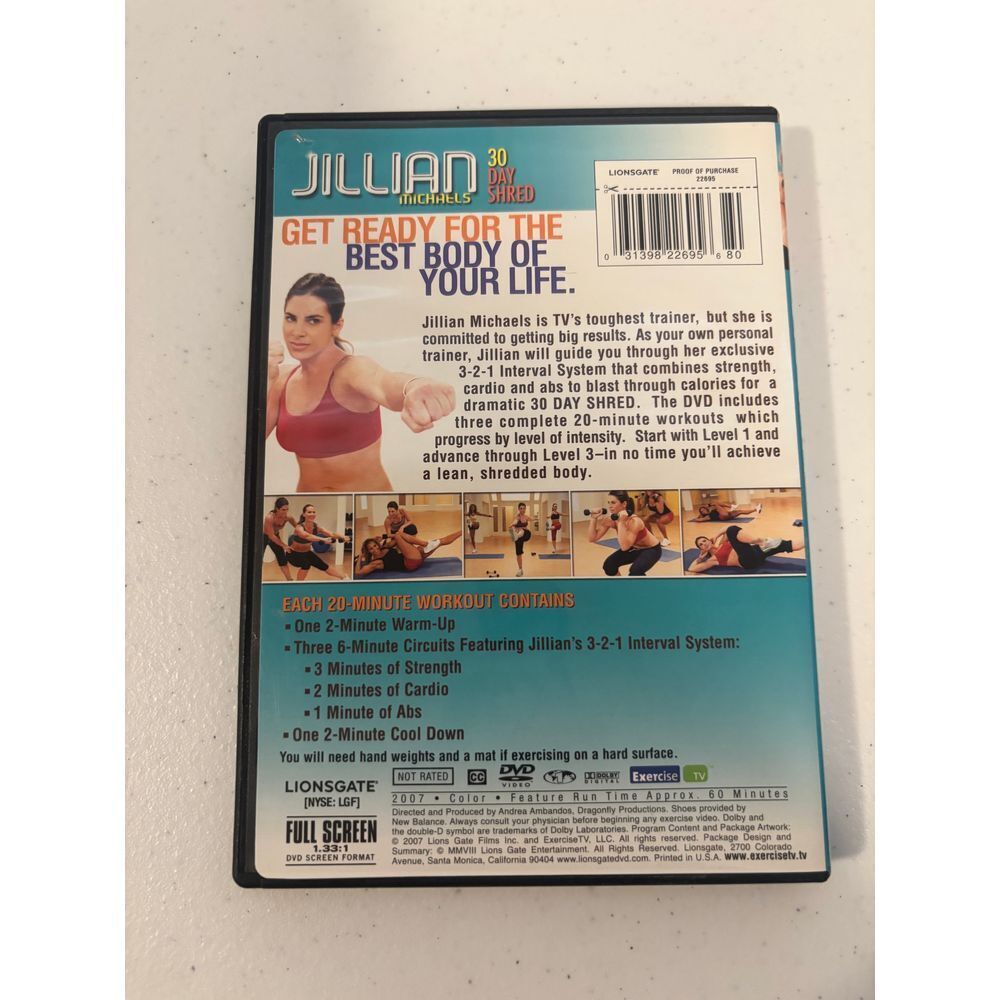 JILLIAN
MICHAELS
30
DAY
SHRED
LIONSGATE® PROOF OF PURCHASE
22695
0 31398 22695 6 80
GET READY FOR THE
BEST BODY OF
YOUR LIFE.
Jillian Michaels is TV's toughest trainer, but she is
committed to getting big results. As your own personal
trainer, Jillian will guide you through her exclusive
3-2-1 Interval System that combines strength,
cardio and abs to blast through calories for a
dramatic 30 DAY SHRED. The DVD includes
three complete 20-minute workouts which
progress by level of intensity. Start with Level 1 and
advance through Level 3–in no time you'll achieve
a lean, shredded body.
EACH 20-MINUTE WORKOUT CONTAINS
▪ One 2-Minute Warm-Up
▪ Three 6-Minute Circuits Featuring Jillian's 3-2-1 Interval System:
▪ 3 Minutes of Strength
▪ 2 Minutes of Cardio
▪ 1 Minute of Abs
▪ One 2-Minute Cool Down
You will need hand weights and a mat if exercising on a hard surface.
LIONSGATE®
[NYSE: LGF]
NOT RATED CC DVD VIDEO DOLBY DIGITAL Exercise TV
2007 • Color • Feature Run Time Approx. 60 Minutes
FULL SCREEN
1.33:1
DVD SCREEN FORMAT
Directed and Produced by Andrea Ambandos, Dragonfly Productions. Shoes provided by
New Balance. Always consult your physician before beginning any exercise video. Dolby and
the double-D symbol are trademarks of Dolby Laboratories. Program Content and Package Artwork:
© 2007 Lions Gate Films Inc. and ExerciseTV, LLC. All rights reserved. Package Design and
Summary: © MMVIII Lions Gate Entertainment. All Rights Reserved. Lionsgate, 2700 Colorado
Avenue, Santa Monica, California 90404 www.lionsgatedvd.com. Printed in U.S.A. www.exercisetv.tv